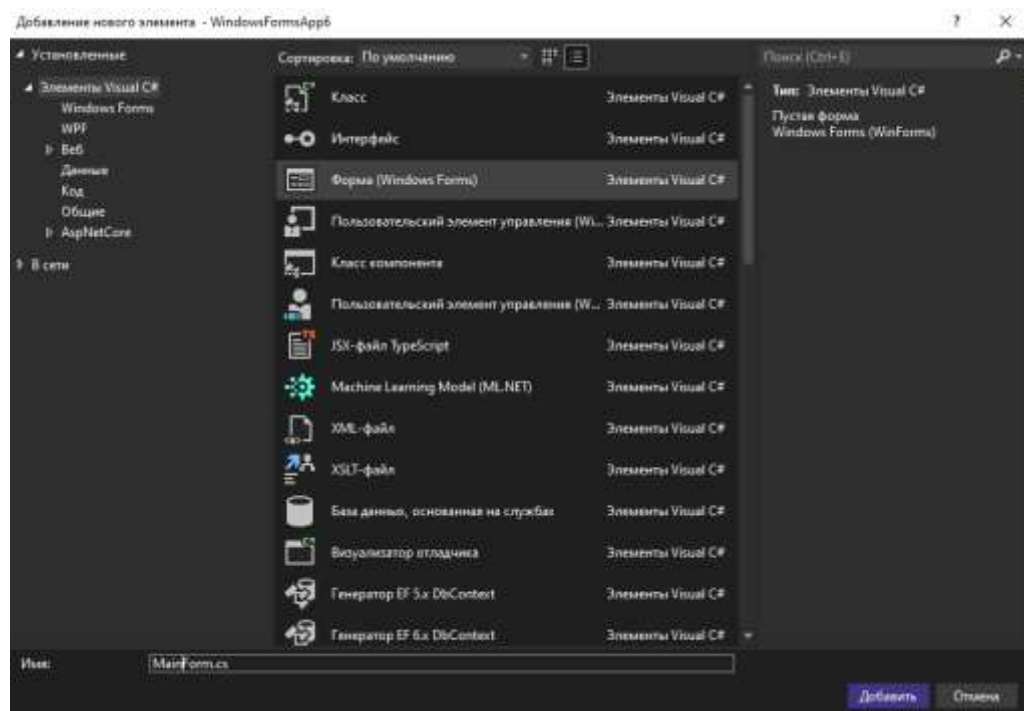 Добавление нового элемента - WindowsFormsApp6
? ×
Установленные
Сортировка: По умолчанию
Поиск (Ctrl+E)
Элементы Visual C#
Windows Forms
WPF
Веб
Данные
Код
Общие
AspNetCore
В сети
Класс Элементы Visual C#
Интерфейс Элементы Visual C#
Форма (Windows Forms) Элементы Visual C#
Пользовательский элемент управления (Wi... Элементы Visual C#
Класс компонента Элементы Visual C#
Пользовательский элемент управления (W... Элементы Visual C#
JSX-файл TypeScript Элементы Visual C#
Machine Learning Model (ML.NET) Элементы Visual C#
XML-файл Элементы Visual C#
XSLT-файл Элементы Visual C#
База данных, основанная на службах Элементы Visual C#
Визуализатор отладчика Элементы Visual C#
Генератор EF 5.x DbContext Элементы Visual C#
Генератор EF 6.x DbContext Элементы Visual C#
Тип: Элементы Visual C#
Пустая форма
Windows Forms (WinForms)
Имя: MainForm.cs
Добавить Отмена